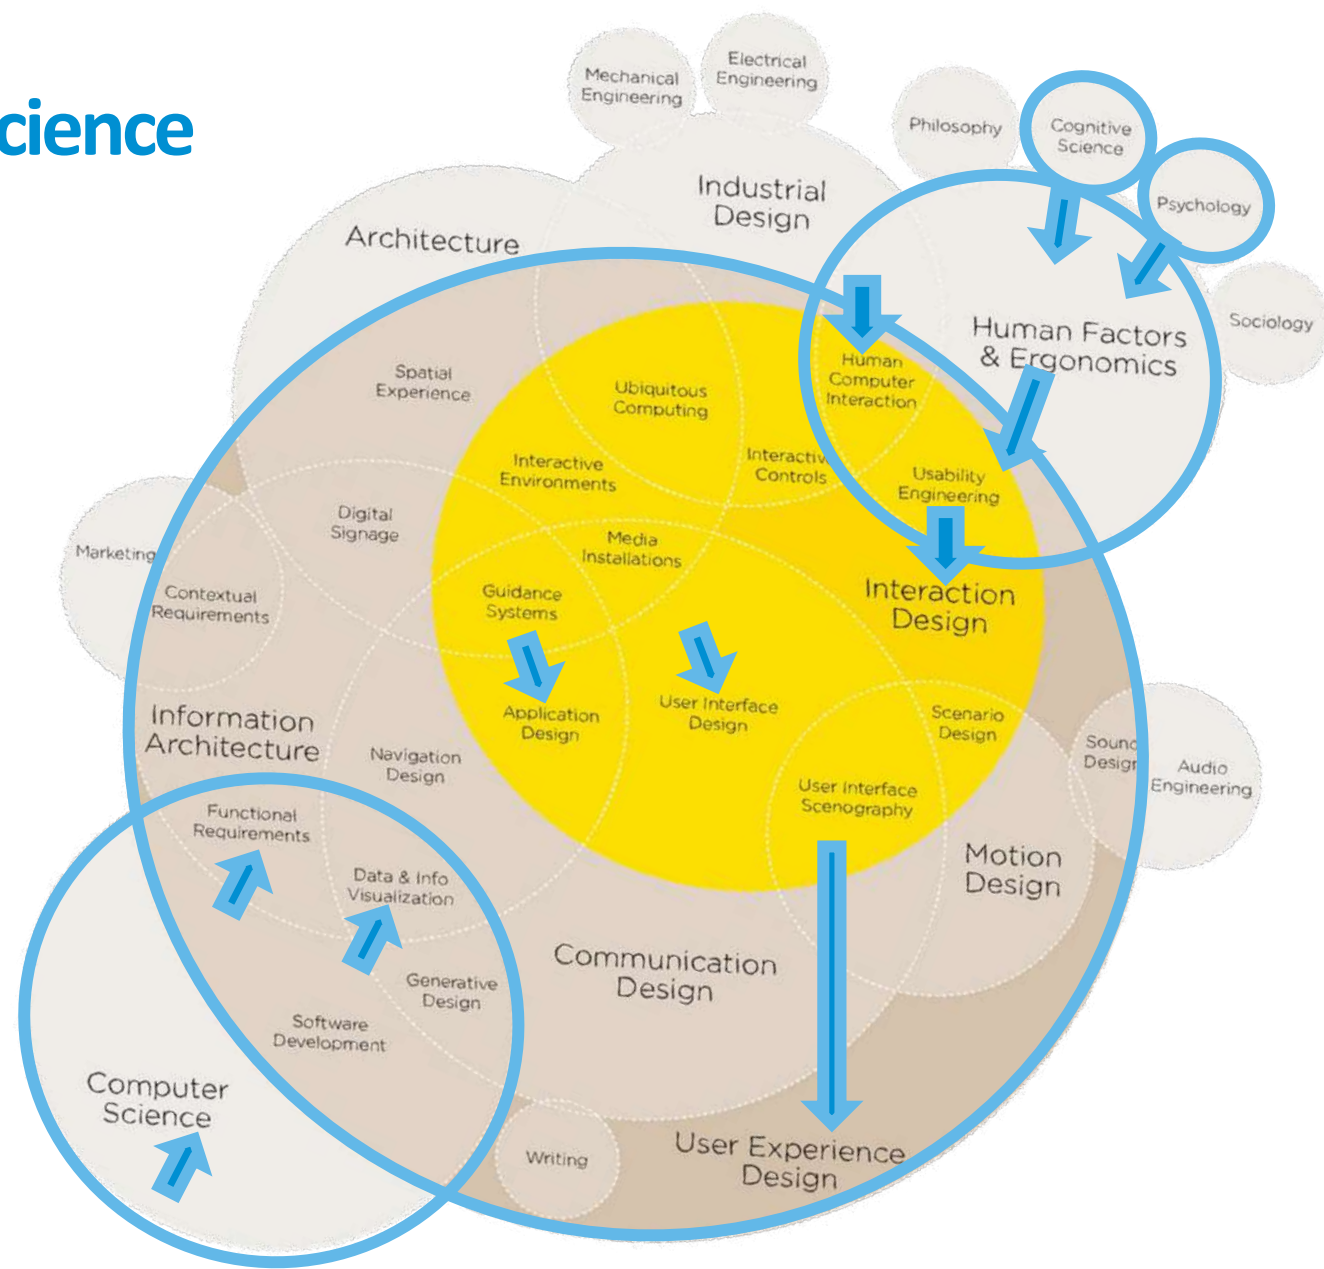 cience
Mechanical
Engineering
Electrical
Engineering
Philosophy
Cognitive
Science
Psychology
Sociology
Industrial
Design
Architecture
Human Factors
& Ergonomics
Spatial
Experience
Ubiquitous
Computing
Human
Computer
Interaction
Interactive
Environments
Interactiv
Controls
Usability
Engineering
Digital
Signage
Media
Installations
Marketing
Contextual
Requirements
Guidance
Systems
Interaction
Design
Information
Architecture
Application
Design
User Interface
Design
Scenario
Design
Navigation
Design
Sound
Design
Audio
Engineering
User Interface
Scenography
Functional
Requirements
Data & Info
Visualization
Motion
Design
Communication
Design
Generative
Design
Software
Development
Computer
Science
Writing
User Experience
Design